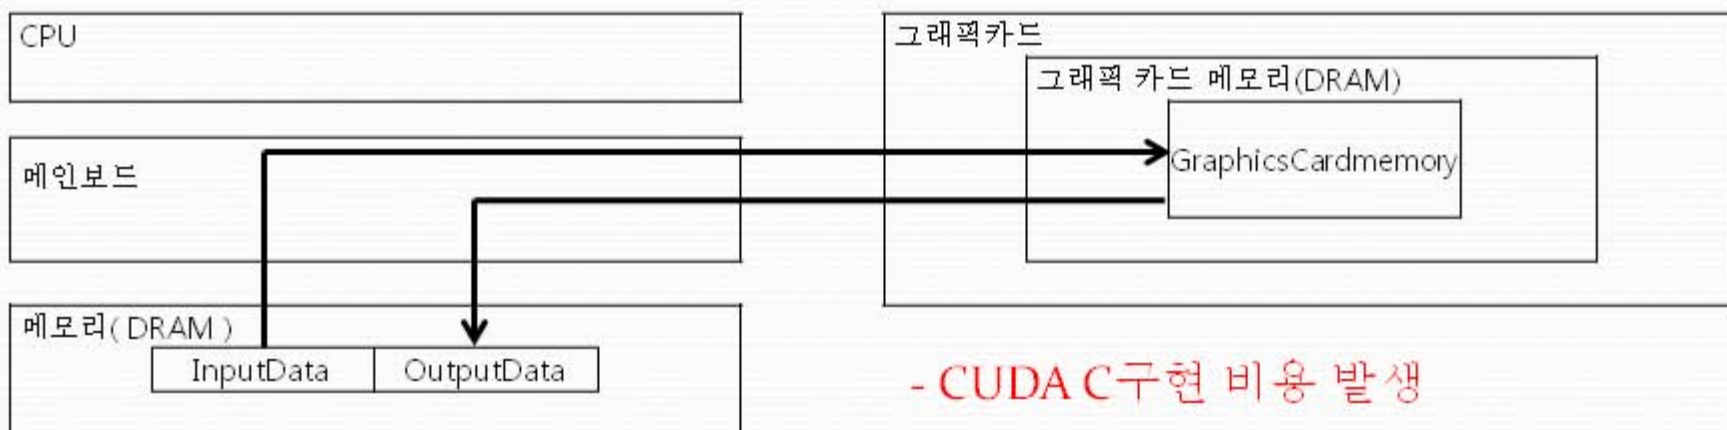 CPU
메인보드
메모리( DRAM )
InputData
OutputData
그래픽카드
그래픽 카드 메모리(DRAM)
GraphicsCardmemory
- CUDA C구현 비용 발생